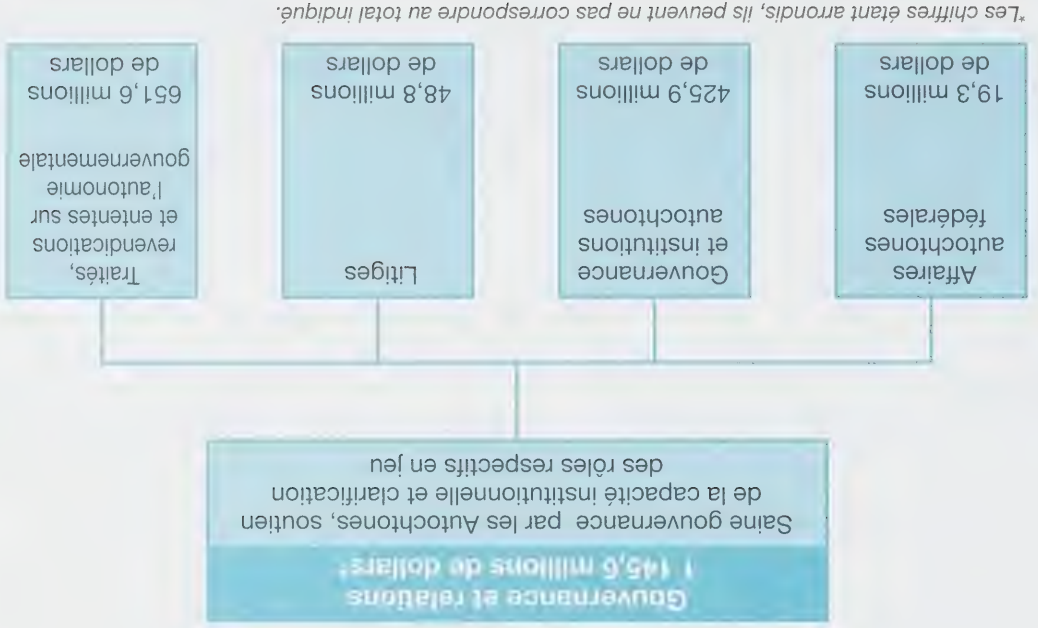 Gouvernance et relations
1 145,6 millions de dollars*
Saine gouvernance par les Autochtones, soutien
de la capacité institutionnelle et clarification
des rôles respectifs en jeu
Traités,
revendications
et ententes sur
l'autonomie
gouvernementale
651,6 millions
de dollars
Litiges
48,8 millions
de dollars
Gouvernance
et institutions
autochtones
425,9 millions
de dollars
Affaires
autochtones
fédérales
19,3 millions
de dollars
*Les chiffres étant arrondis, ils peuvent ne pas correspondre au total indiqué.